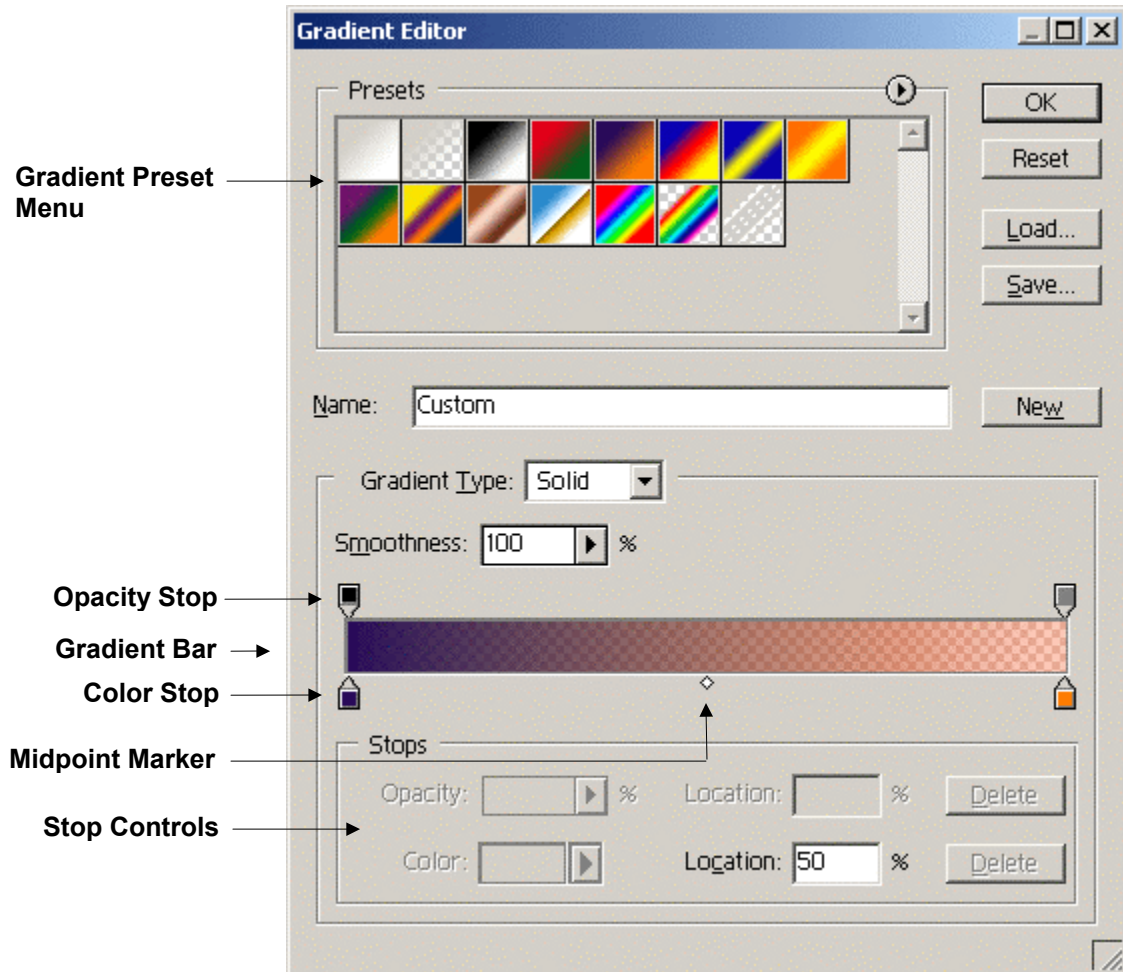 Gradient Editor
Presets
OK
Gradient Preset
Menu
Reset
Load...
Save...
Name: Custom New
Gradient Type: Solid
Smoothness: 100 %
Opacity Stop
Gradient Bar
Color Stop
Midpoint Marker
Stops
Opacity: % Location: % Delete
Stop Controls
Color: Location: 50 % Delete